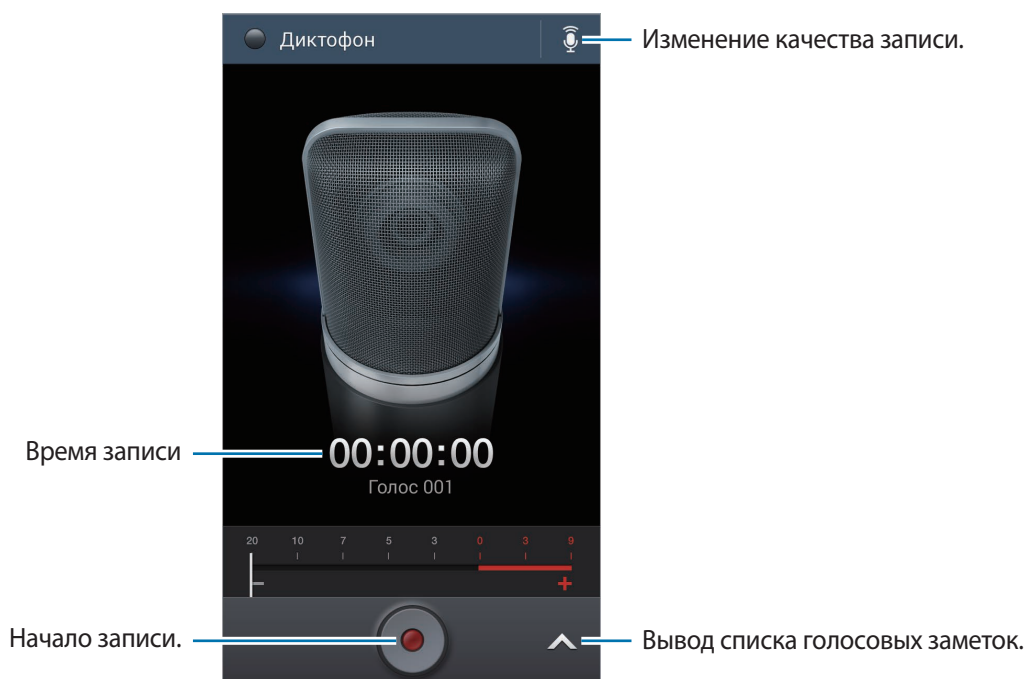 Диктофон
Изменение качества записи.
Время записи
00:00:00
Голос 001
20 10 7 5 3 0 3 9
− +
Начало записи.
Вывод списка голосовых заметок.